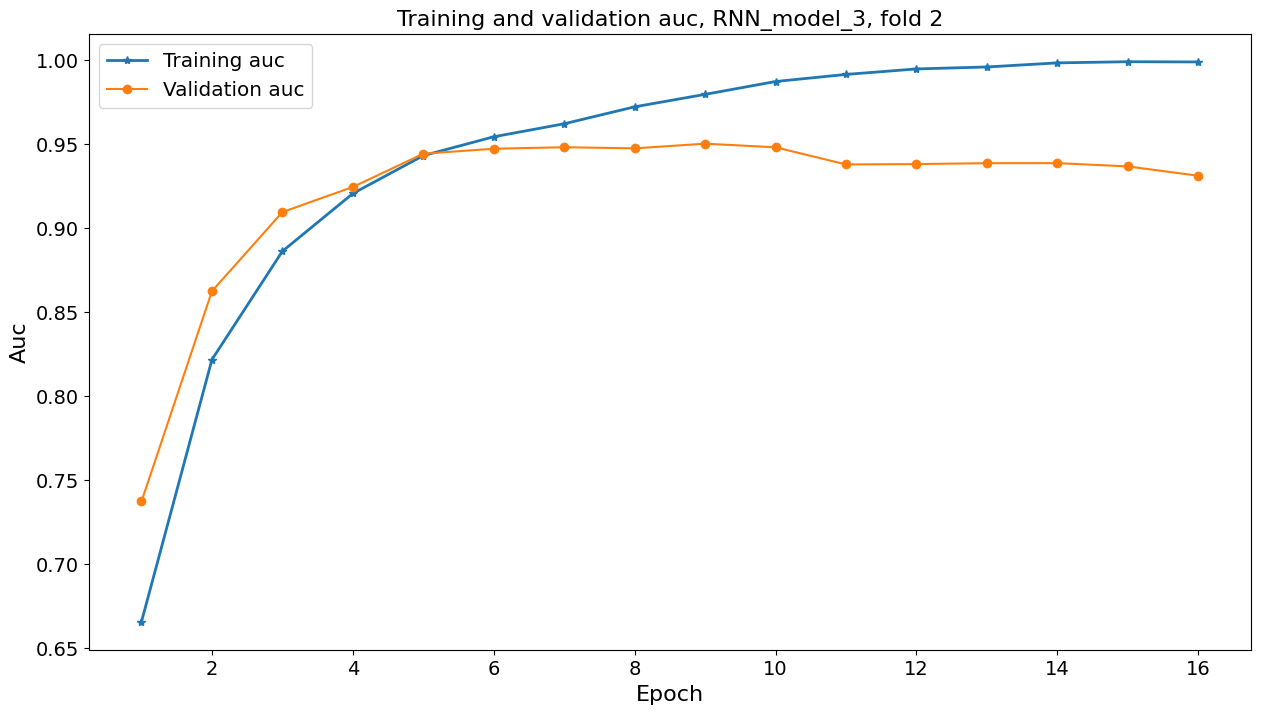 Training and validation auc, RNN_model_3, fold 2
Training auc
Validation auc
1.00
0.95
0.90
0.85
0.80
0.75
0.70
0.65
Auc
2 4 6 8 10 12 14 16
Epoch